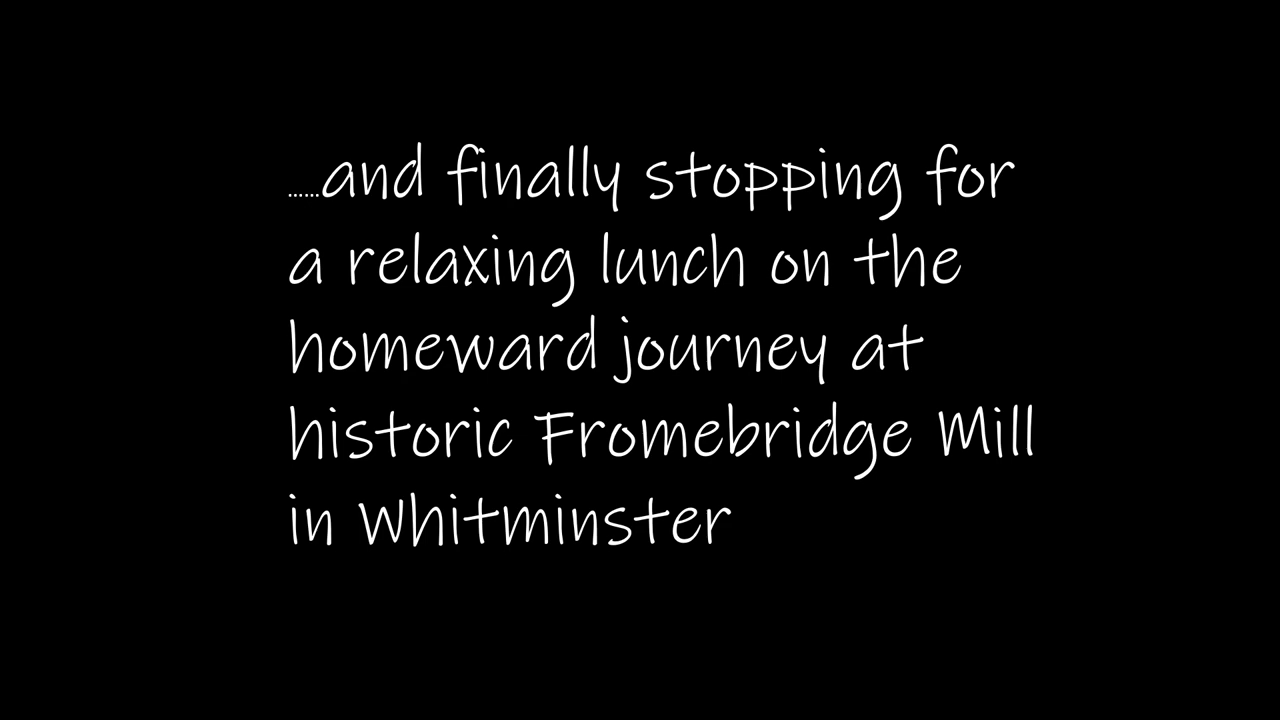 ......and finally stopping for
a relaxing lunch on the
homeward journey at
historic Fromebridge Mill
in Whitminster